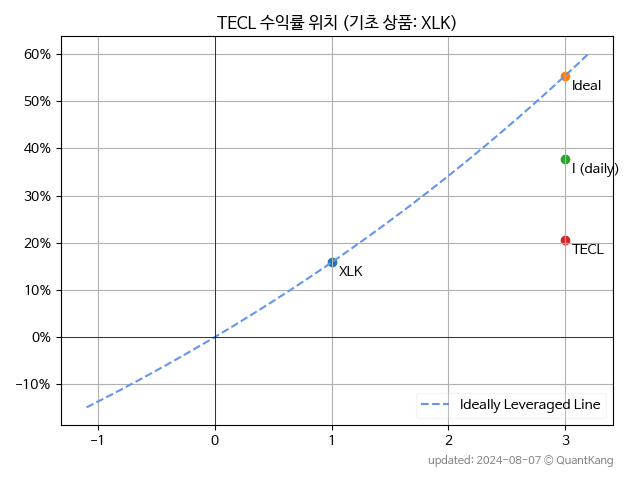 TECL 수익률 위치 (기초 상품: XLK)
60%
50%
40%
30%
20%
10%
0%
−10%
Ideal
I (daily)
TECL
XLK
Ideally Leveraged Line
−1
0
1
2
3
updated: 2024-08-07 © QuantKang